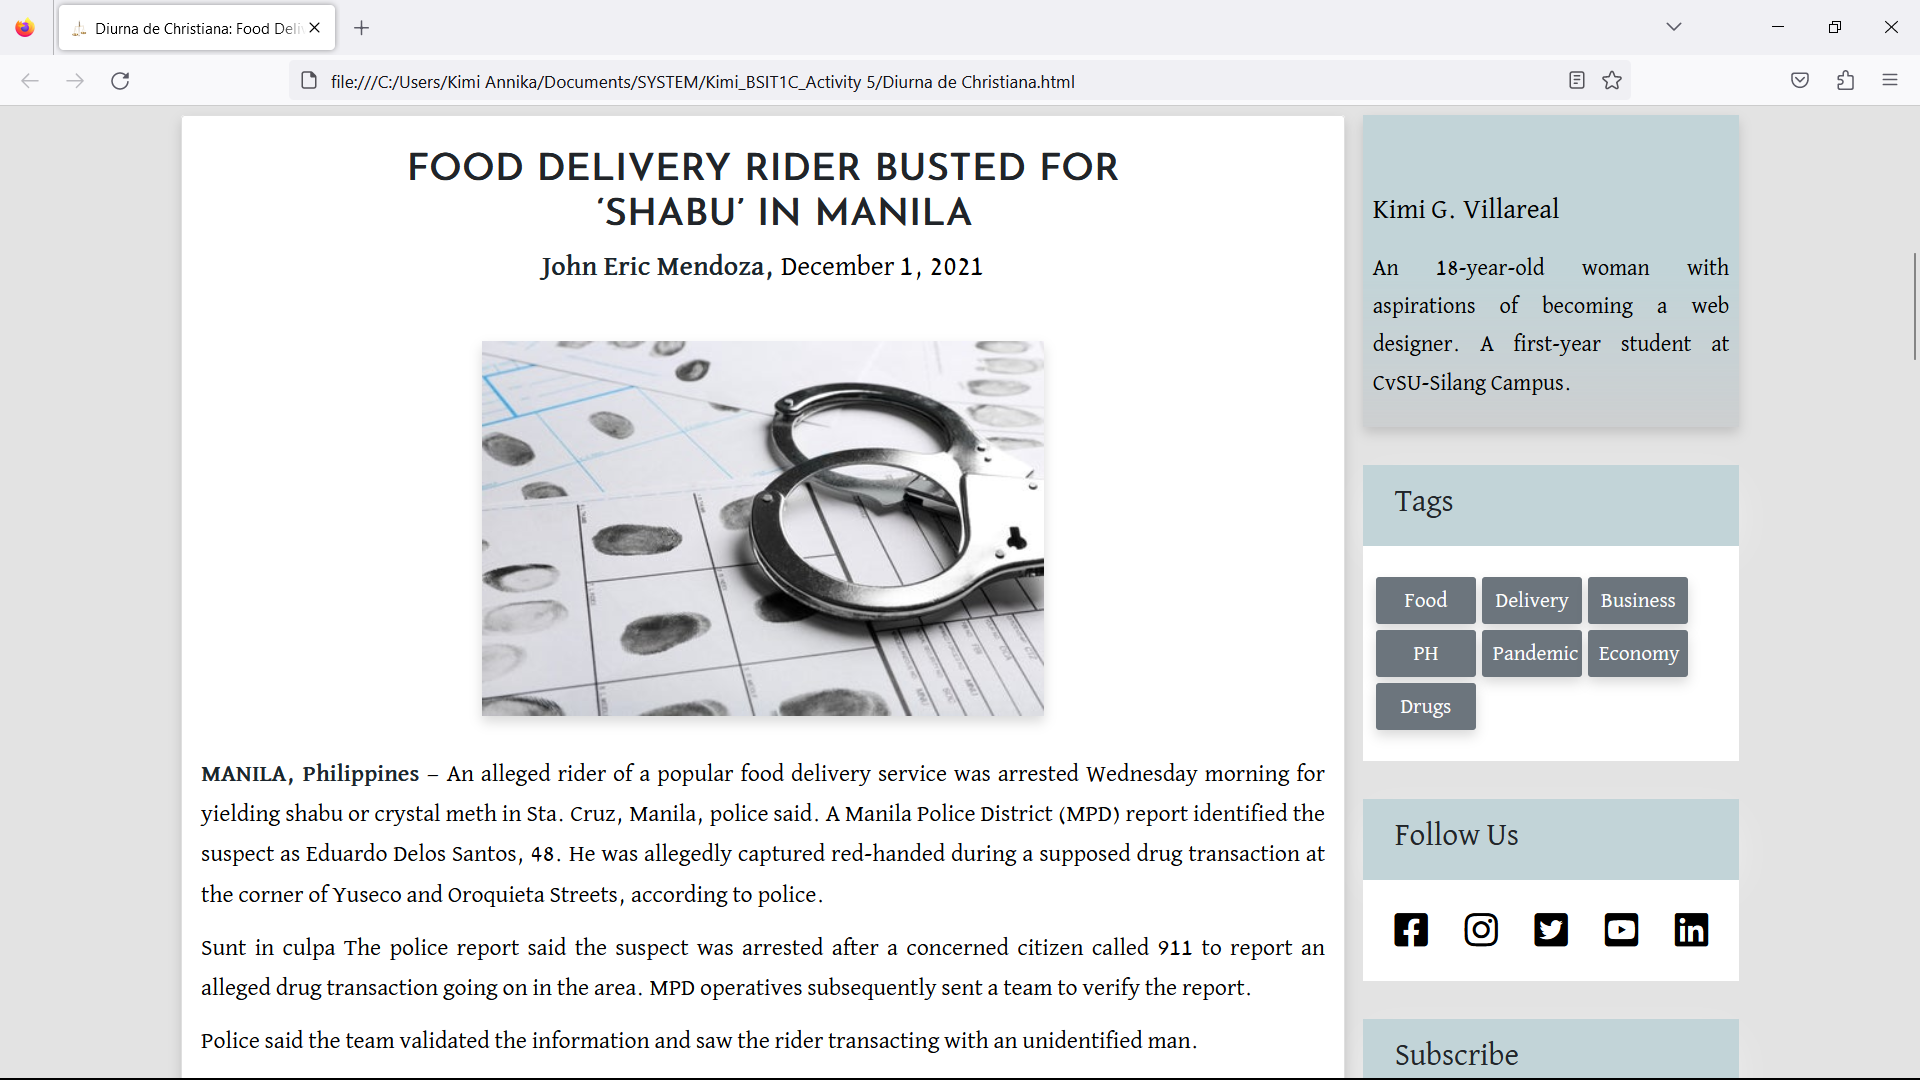 Diurna de Christiana: Food Deli
file:///C:/Users/Kimi Annika/Documents/SYSTEM/Kimi_BSIT1C_Activity 5/Diurna de Christiana.html
FOOD DELIVERY RIDER BUSTED FOR
‘SHABU’ IN MANILA
John Eric Mendoza, December 1, 2021
MANILA, Philippines – An alleged rider of a popular food delivery service was arrested Wednesday morning for
yielding shabu or crystal meth in Sta. Cruz, Manila, police said. A Manila Police District (MPD) report identified the
suspect as Eduardo Delos Santos, 48. He was allegedly captured red-handed during a supposed drug transaction at
the corner of Yuseco and Oroquieta Streets, according to police.
Sunt in culpa The police report said the suspect was arrested after a concerned citizen called 911 to report an
alleged drug transaction going on in the area. MPD operatives subsequently sent a team to verify the report.
Police said the team validated the information and saw the rider transacting with an unidentified man.
Kimi G. Villareal
An 18-year-old woman with
aspirations of becoming a web
designer. A first-year student at
CvSU-Silang Campus.
Tags
Food Delivery Business
PH Pandemic Economy
Drugs
Follow Us
Subscribe